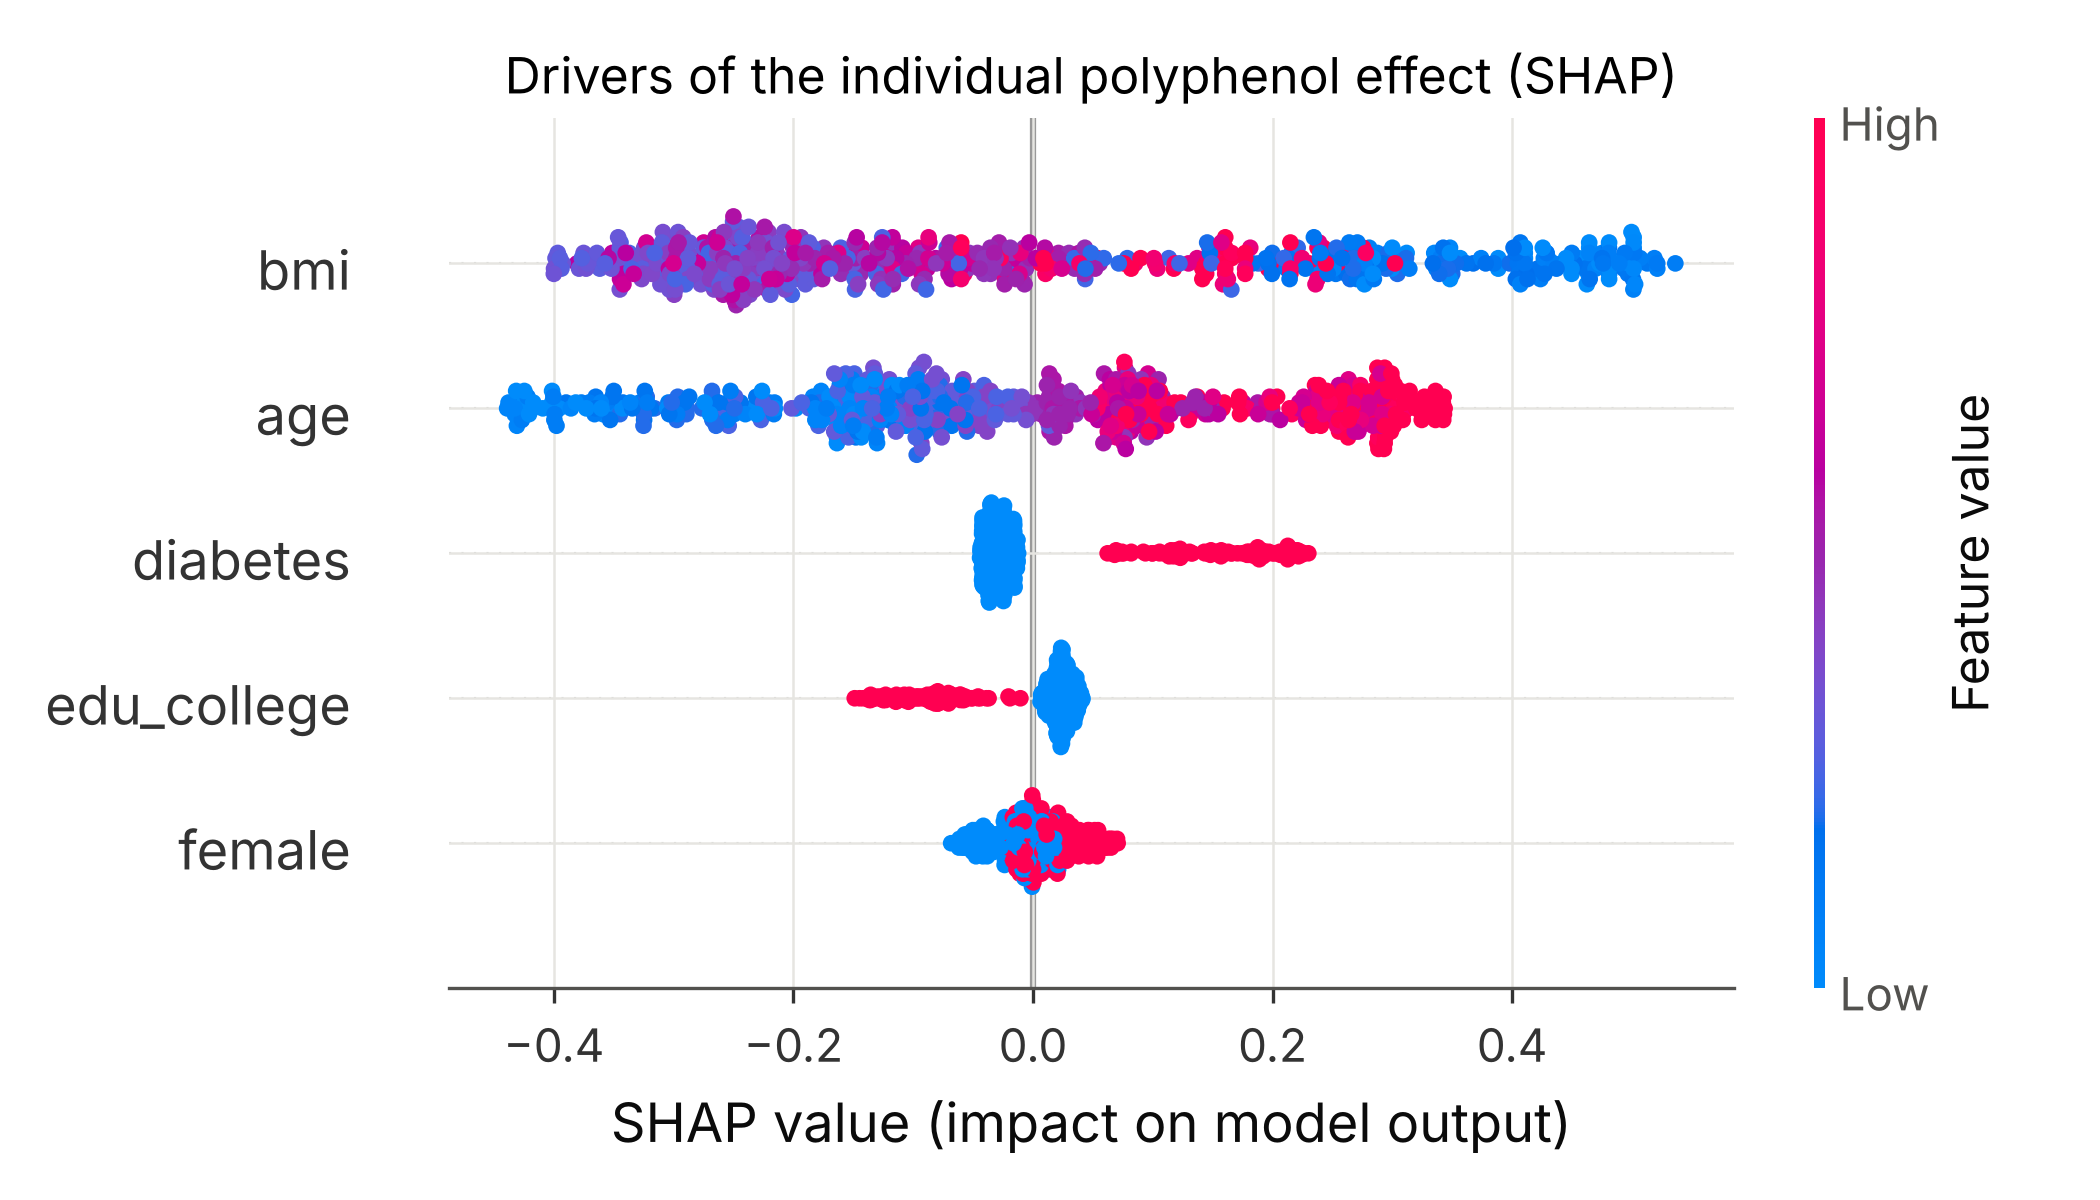 Drivers of the individual polyphenol effect (SHAP)
High
bmi
age
diabetes
edu_college
female
Feature value
Low
−0.4 −0.2 0.0 0.2 0.4
SHAP value (impact on model output)